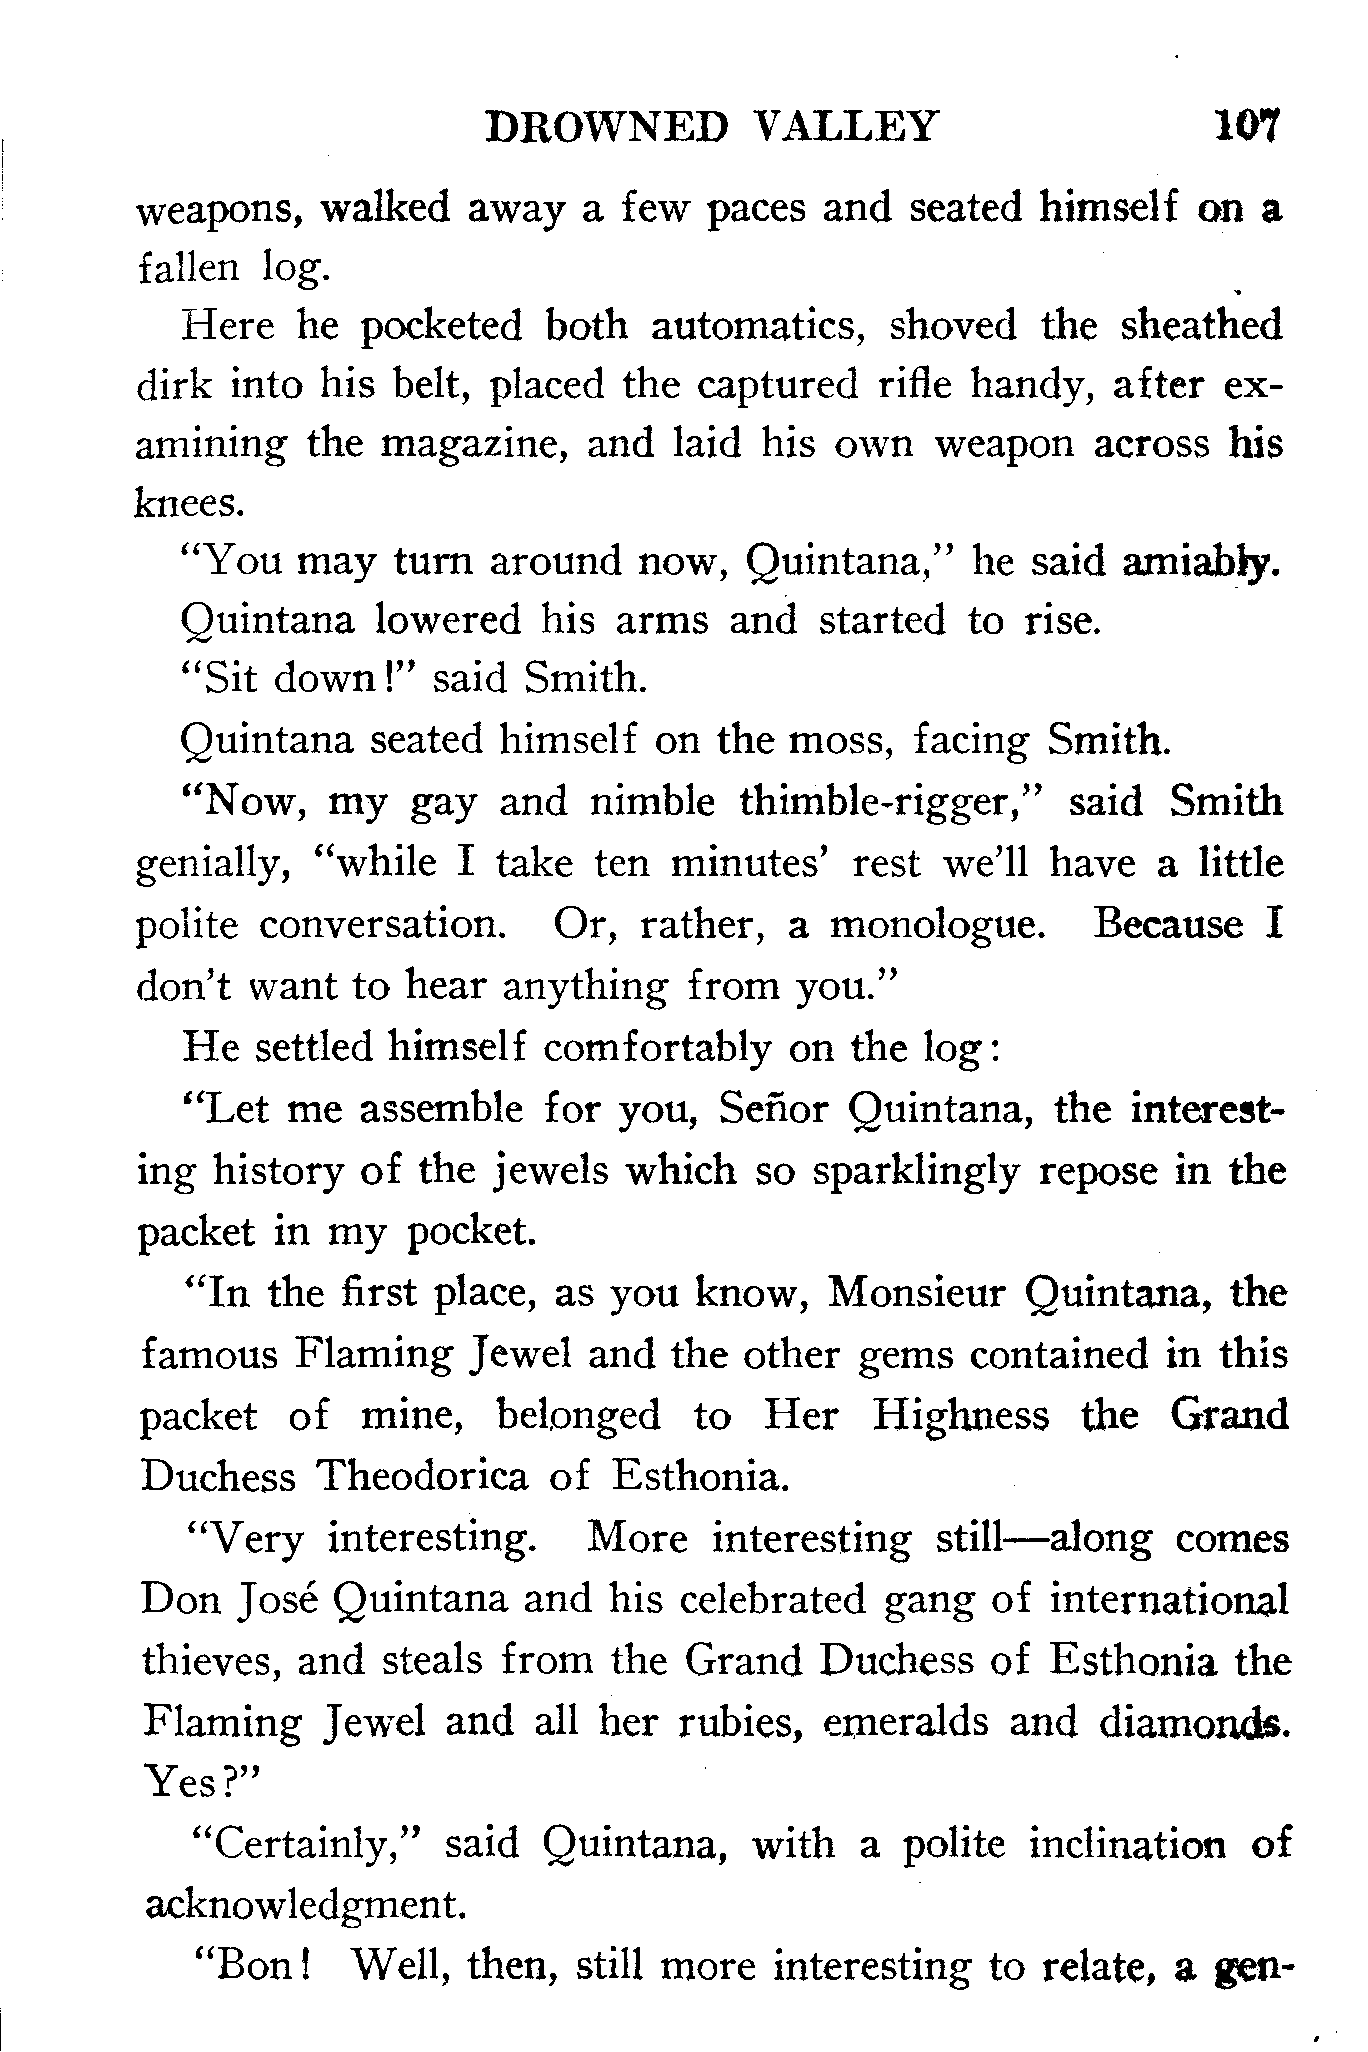 DROWNED VALLEY 107
weapons, walked away a few paces and seated himself on a
fallen log.
Here he pocketed both automatics, shoved the sheathed
dirk into his belt, placed the captured rifle handy, after ex-
amining the magazine, and laid his own weapon across his
knees.
“You may turn around now, Quintana,” he said amiably.
Quintana lowered his arms and started to rise.
“Sit down!” said Smith.
Quintana seated himself on the moss, facing Smith.
“Now, my gay and nimble thimble-rigger,” said Smith
genially, “while I take ten minutes’ rest we’ll have a little
polite conversation. Or, rather, a monologue. Because I
don’t want to hear anything from you.”
He settled himself comfortably on the log:
“Let me assemble for you, Señor Quintana, the interest-
ing history of the jewels which so sparklingly repose in the
packet in my pocket.
“In the first place, as you know, Monsieur Quintana, the
famous Flaming Jewel and the other gems contained in this
packet of mine, belonged to Her Highness the Grand
Duchess Theodorica of Esthonia.
“Very interesting. More interesting still—along comes
Don José Quintana and his celebrated gang of international
thieves, and steals from the Grand Duchess of Esthonia the
Flaming Jewel and all her rubies, emeralds and diamonds.
Yes?”
“Certainly,” said Quintana, with a polite inclination of
acknowledgment.
“Bon! Well, then, still more interesting to relate, a gen-